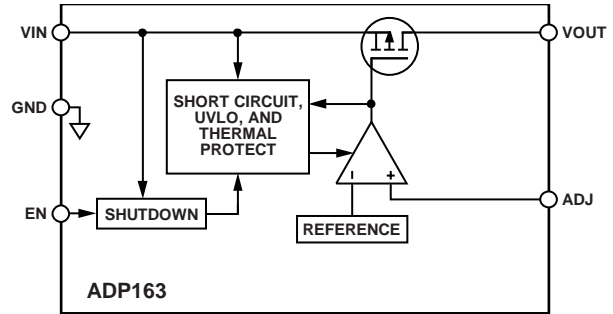 VIN
VOUT
GND
SHORT CIRCUIT,
UVLO, AND
THERMAL
PROTECT
–
+
EN
SHUTDOWN
REFERENCE
ADJ
ADP163